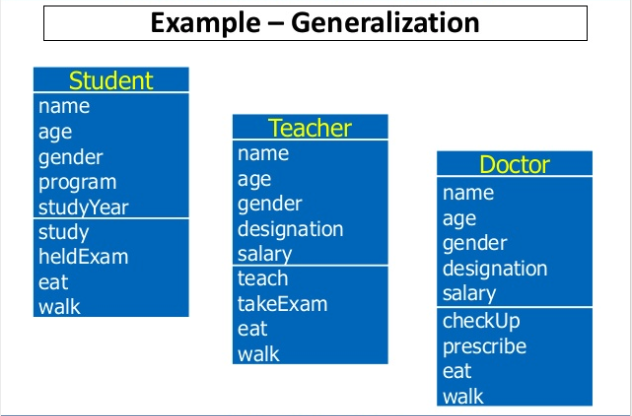 Example – Generalization
Student
name
age
gender
program
studyYear
study
heldExam
eat
walk
Teacher
name
age
gender
designation
salary
teach
takeExam
eat
walk
Doctor
name
age
gender
designation
salary
checkUp
prescribe
eat
walk